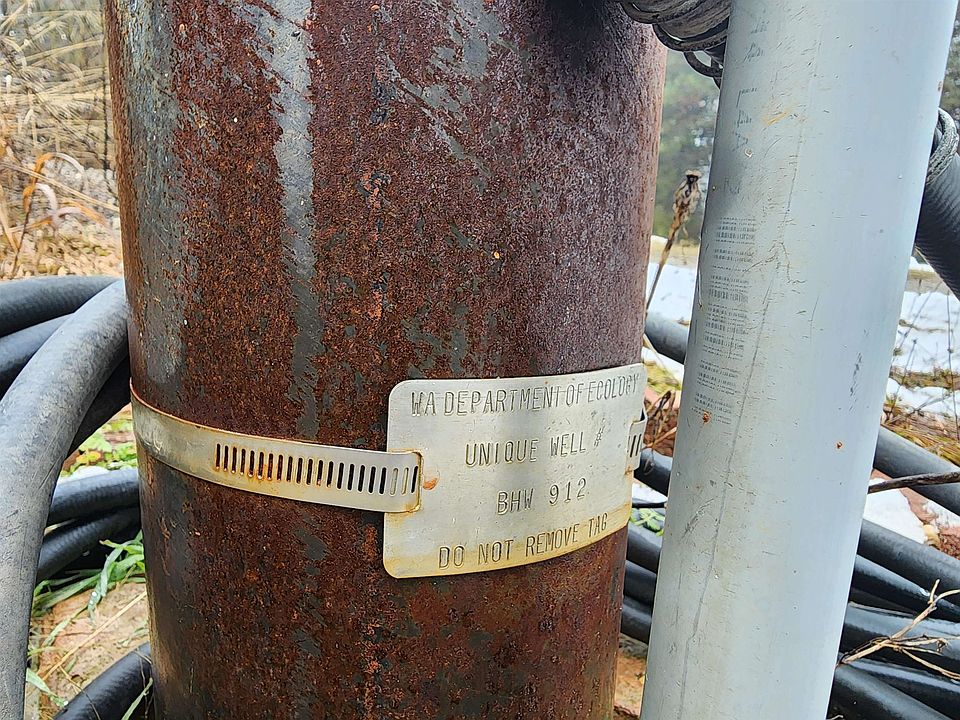 WA DEPARTMENT OF ECOLOGY
UNIQUE WELL #
BHW 912
DO NOT REMOVE TAG